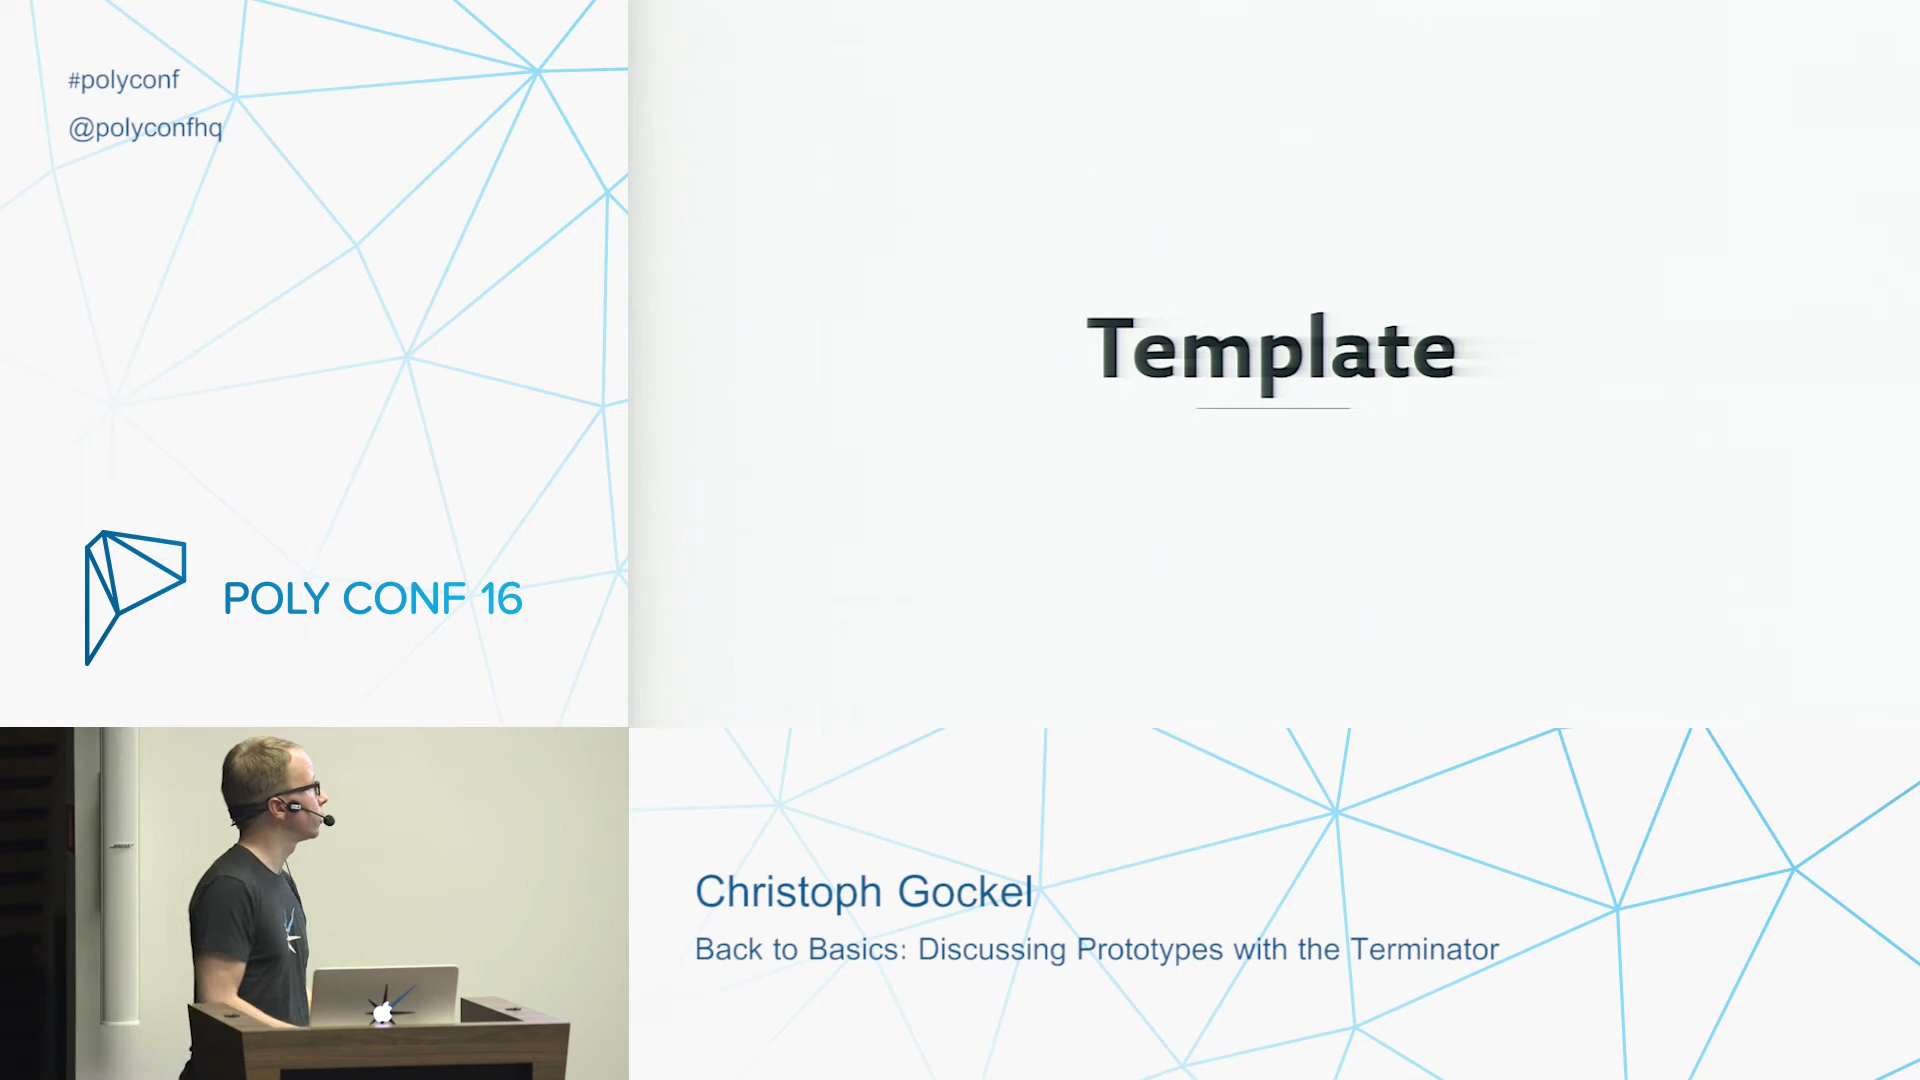 #polyconf
@polyconfhq
Template
POLY CONF 16
Christoph Gockel
Back to Basics: Discussing Prototypes with the Terminator